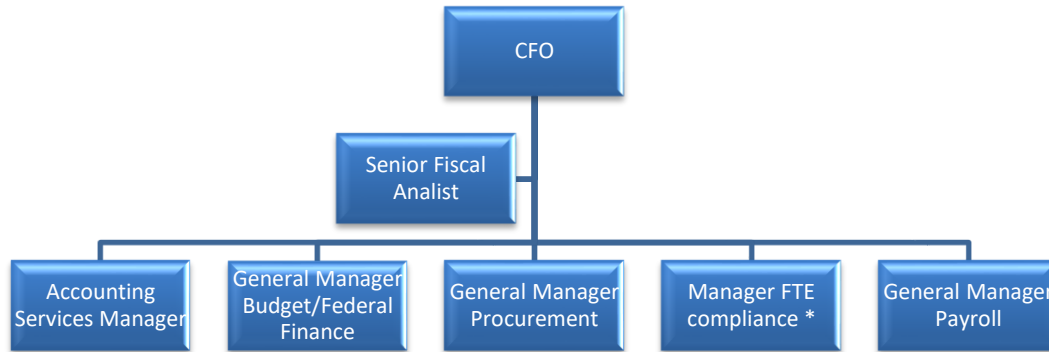 CFO
Senior Fiscal
Analist
Accounting
Services Manager
General Manager
Budget/Federal
Finance
General Manager
Procurement
Manager FTE
compliance *
General Manager
Payroll